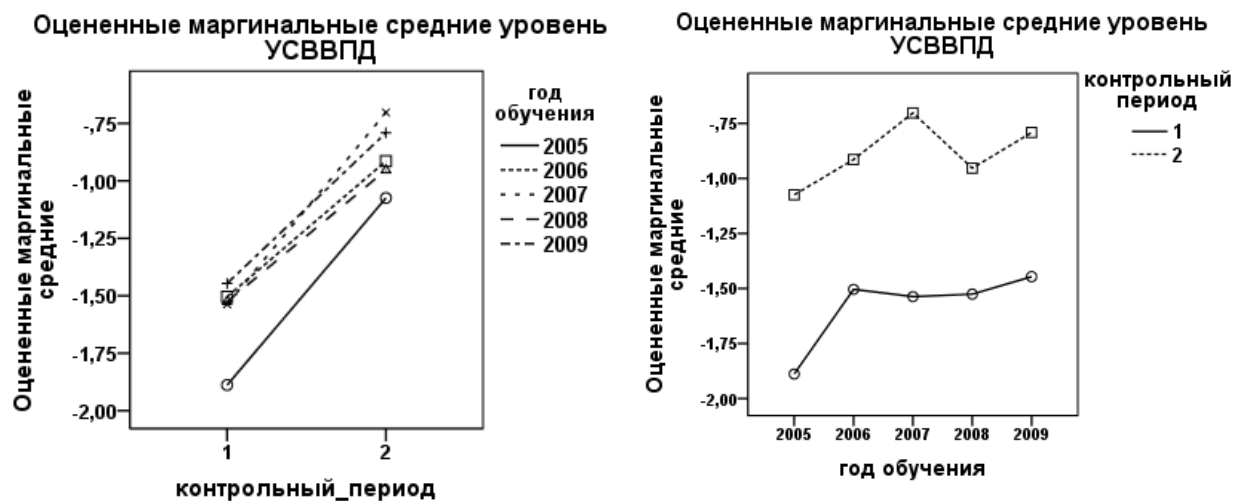 Оцененные маргинальные средние уровень
УСВВПД
Оцененные маргинальные
средние
-,75
-1,00
-1,25
-1,50
-1,75
-2,00
1
2
контрольный_период
год
обучения
2005
2006
2007
2008
2009
Оцененные маргинальные средние уровень
УСВВПД
Оцененные маргинальные
средние
-,75
-1,00
-1,25
-1,50
-1,75
-2,00
2005 2006 2007 2008 2009
год обучения
контрольный
период
1
2